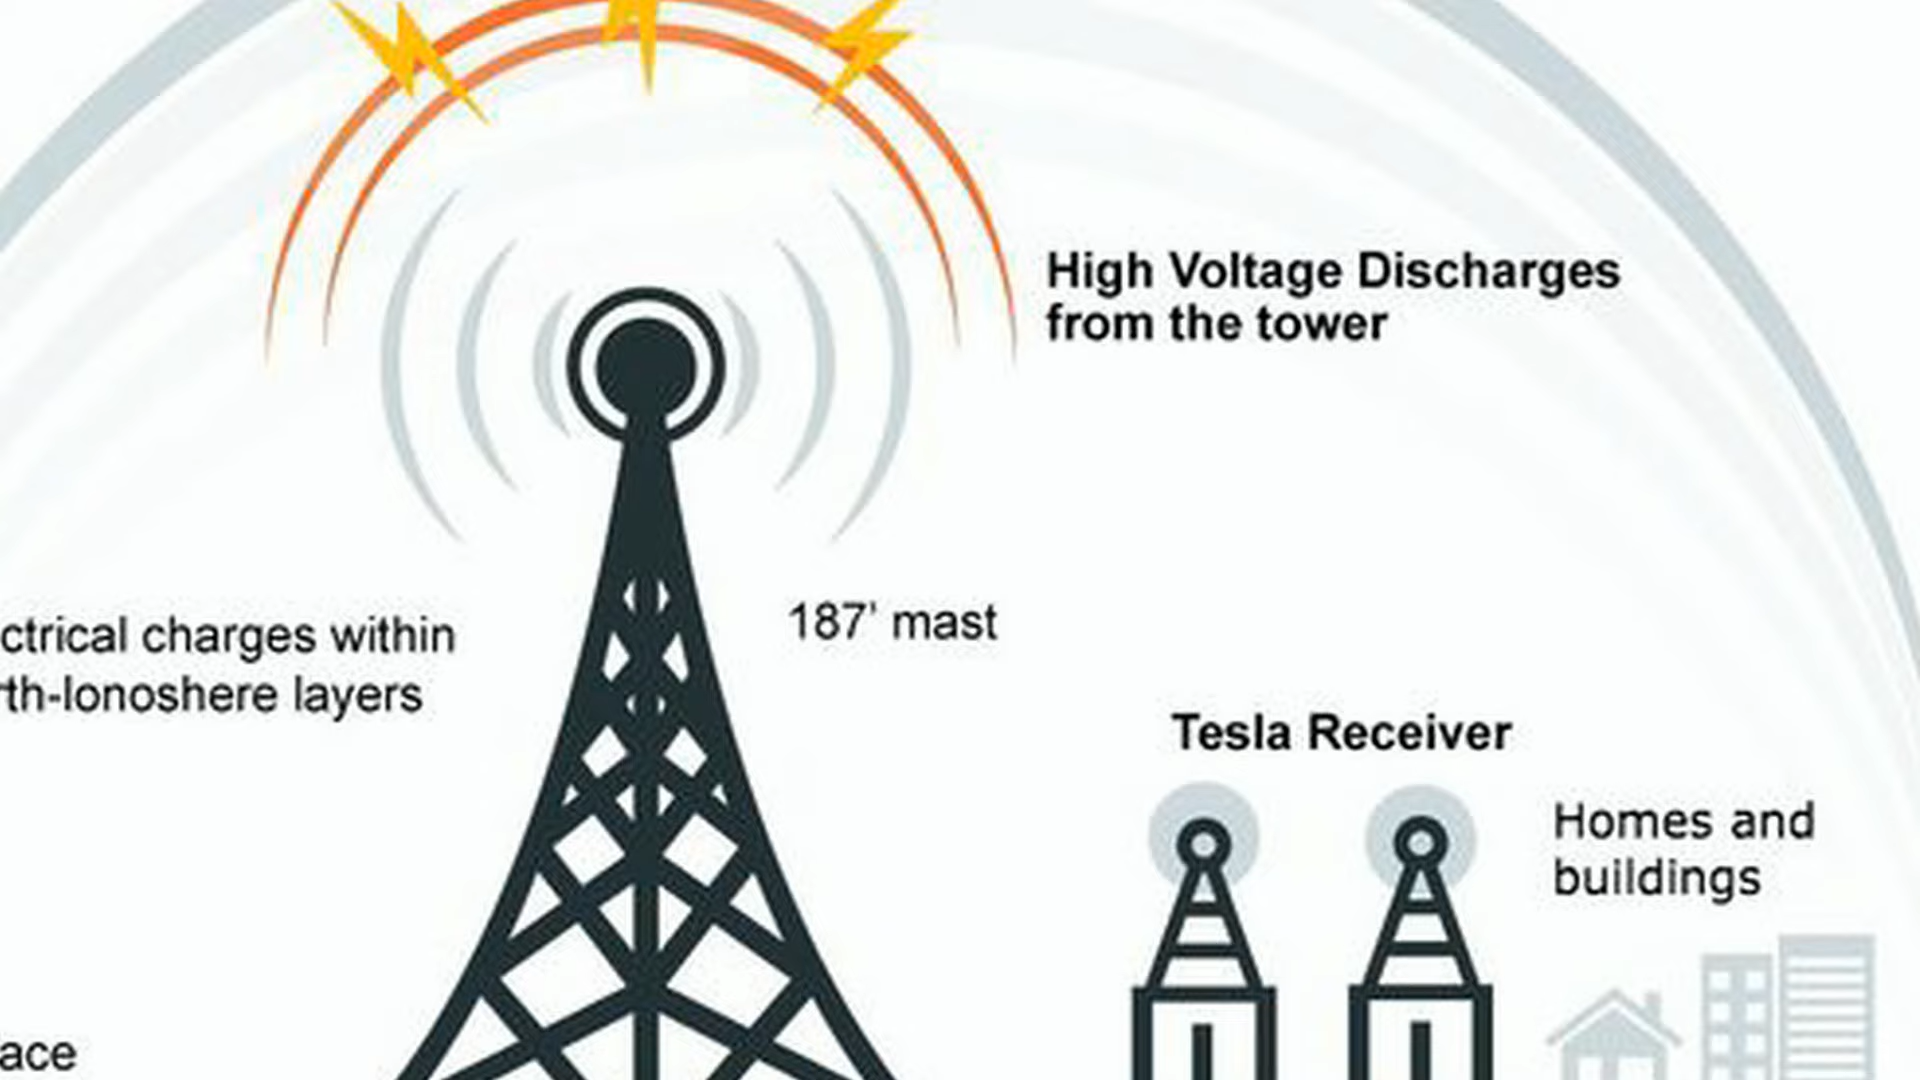 High Voltage Discharges
from the tower
187' mast
ctrical charges within
rth-Ionoshere layers
Tesla Receiver
Homes and
buildings
ace